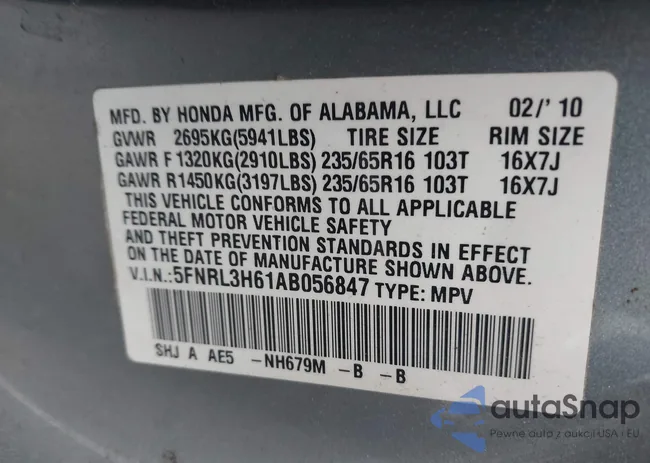 MFD. BY HONDA MFG. OF ALABAMA, LLC 02/' 10
GVWR 2695KG(5941LBS) TIRE SIZE RIM SIZE
GAWR F 1320KG(2910LBS) 235/65R16 103T 16X7J
GAWR R1450KG(3197LBS) 235/65R16 103T 16X7J
THIS VEHICLE CONFORMS TO ALL APPLICABLE
FEDERAL MOTOR VEHICLE SAFETY
AND THEFT PREVENTION STANDARDS IN EFFECT
ON THE DATE OF MANUFACTURE SHOWN ABOVE.
V.I.N.:5FNRL3H61AB056847 TYPE: MPV
SHJ A AE5 -NH679M -B -B
autaSnap
Pewne auta z aukcji USA i EU